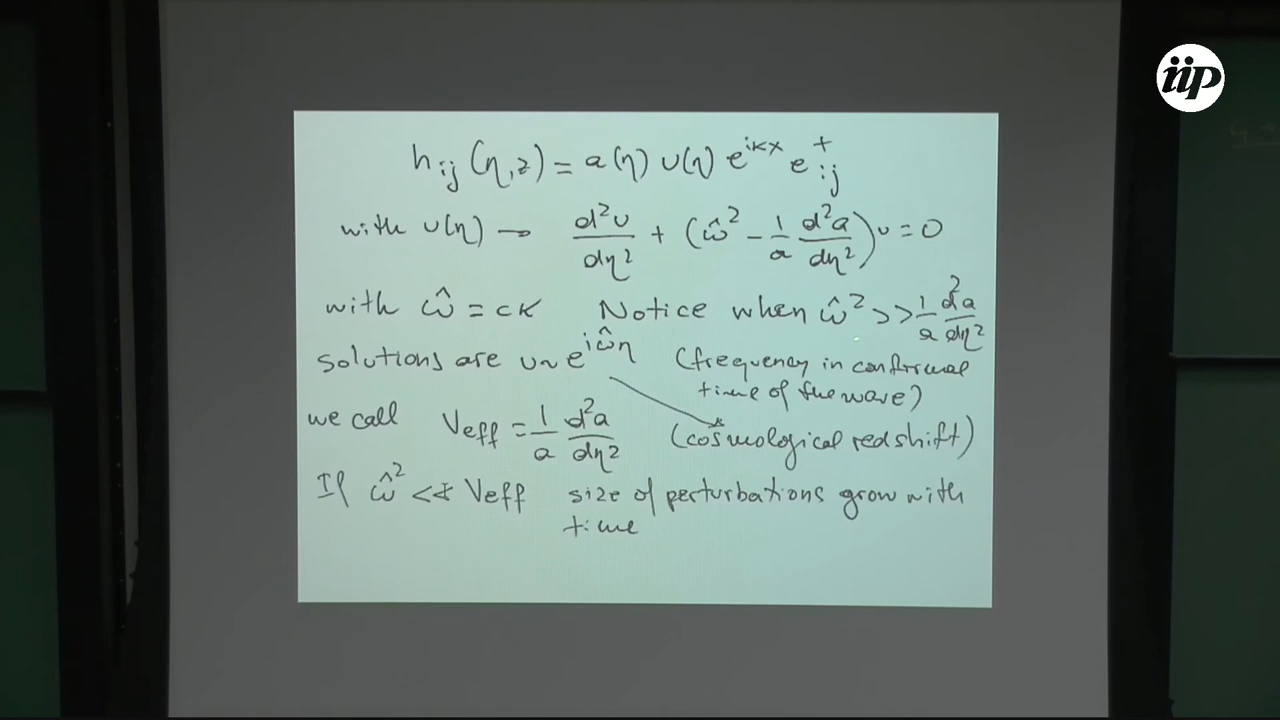 iip
h_ij (η,z) = a(η) υ(η) e^{ikx} e^+_ij
with υ(η) → d²υ/dη² + (ω̂² - 1/a d²a/dη²) υ = 0
with ω̂ = ck Notice when ω̂² >> 1/a d²a/dη²
solutions are υ ~ e^{iω̂η} (frequency in conformal
time of the wave)
we call Veff = 1/a d²a/dη² (cosmological redshift)
If ω̂² << Veff size of perturbations grow with
time